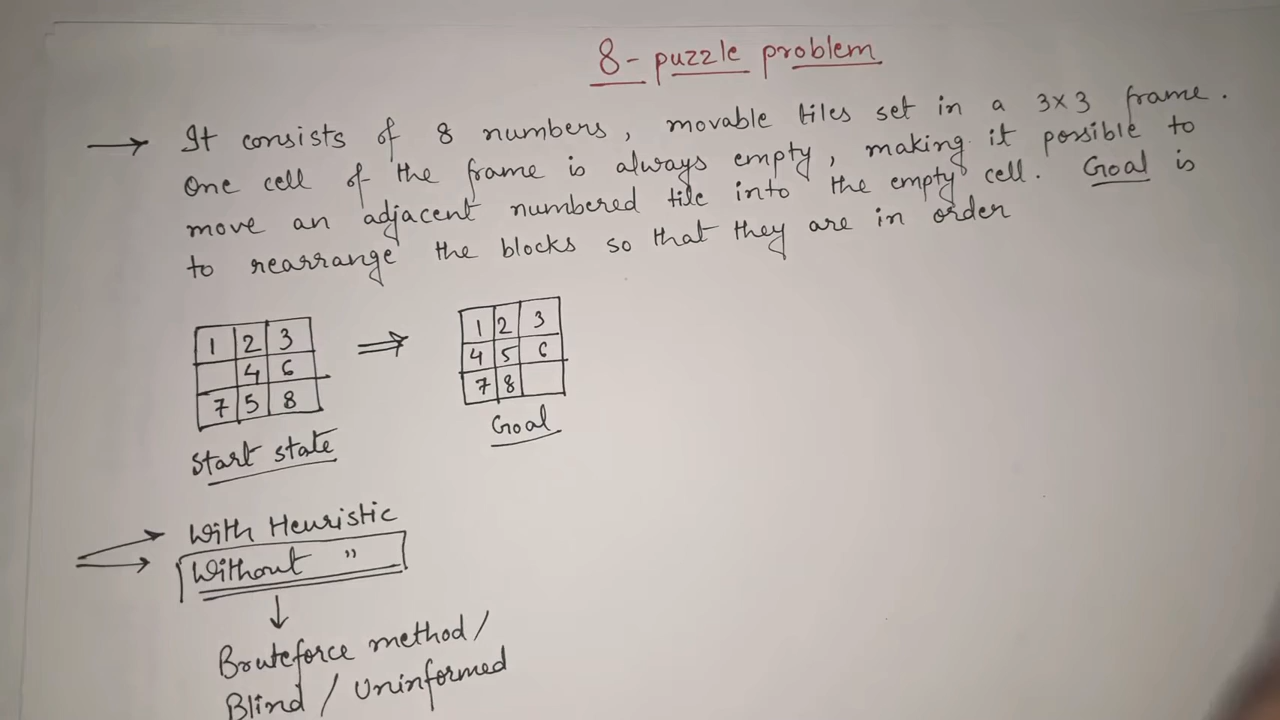 8- puzzle problem
→ It consists of 8 numbers, movable tiles set in a 3x3 frame.
One cell of the frame is always empty, making it possible to
move an adjacent numbered tile into the empty cell. Goal is
to rearrange the blocks so that they are in order
1 2 3
4 6
7 5 8
Start state
⇒
1 2 3
4 5 6
7 8
Goal
With Heuristic
Without "
↓
Bruteforce method /
Blind / Uninformed